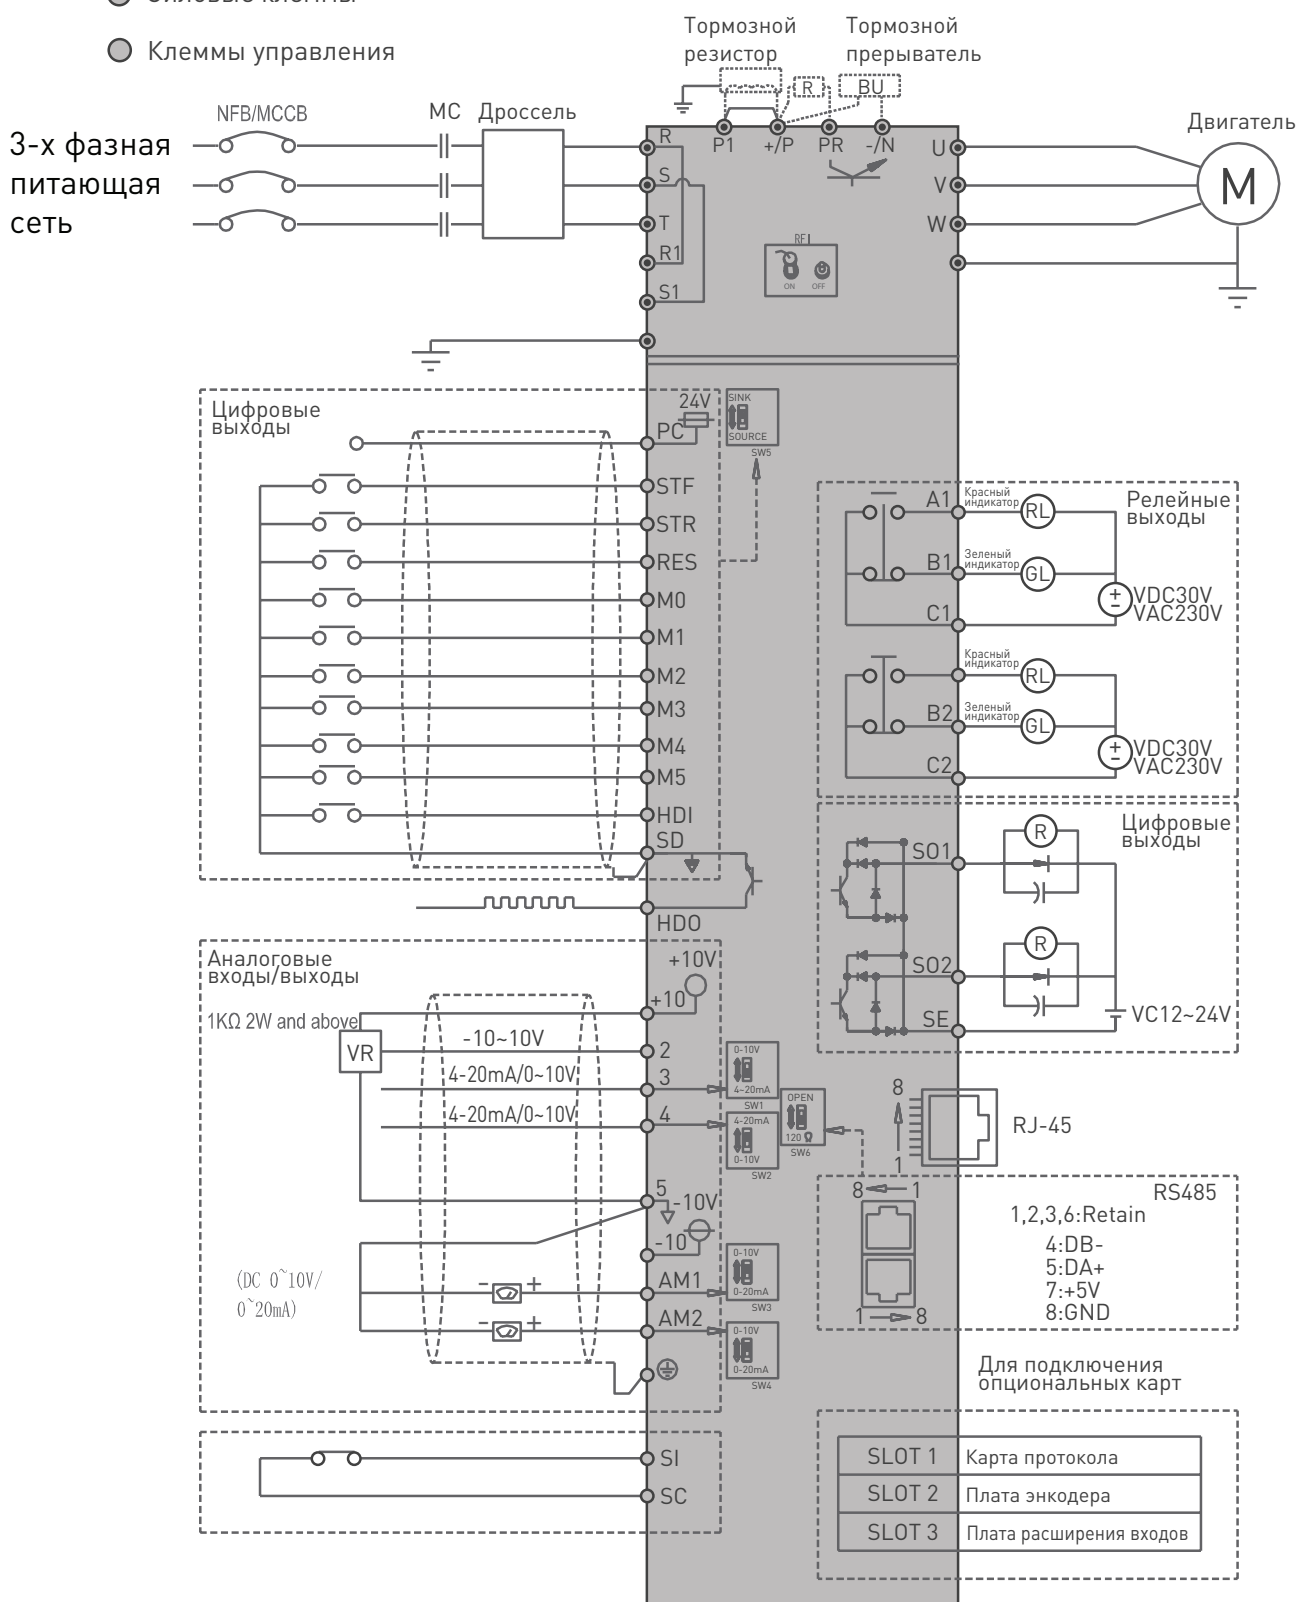 Силовые клеммы
Клеммы управления
Тормозной
резистор
Тормозной
прерыватель
R
BU
NFB/MCCB
MC
Дроссель
3-х фазная
питающая
сеть
Двигатель
M
P1
+/P
PR
-/N
R
S
T
R1
S1
U
V
W
RFI
ON
OFF
Цифровые
выходы
24V
PC
STF
STR
RES
M0
M1
M2
M3
M4
M5
HDI
SD
HDO
SINK
SOURCE
SW5
Релейные
выходы
A1
Красный
индикатор
RL
B1
Зеленый
индикатор
GL
C1
+
-
VDC30V
VAC230V
Красный
индикатор
RL
B2
Зеленый
индикатор
GL
C2
+
-
VDC30V
VAC230V
Цифровые
выходы
SO1
R
SO2
R
SE
VC12~24V
Аналоговые
входы/выходы
1KΩ 2W and above
VR
+10V
+10
-10~10V
2
4-20mA/0~10V
3
4-20mA/0~10V
4
5
-10V
-10
(DC 0~10V/
0~20mA)
- +
AM1
- +
AM2
0-10V
4~20mA
SW1
4-20mA
0-10V
SW2
OPEN
120 Ω
SW6
0-10V
0-20mA
SW3
0-10V
0-20mA
SW4
8
1
RJ-45
RS485
8
1
1
8
1,2,3,6:Retain
4:DB-
5:DA+
7:+5V
8:GND
Для подключения
опциональных карт
SI
SC
SLOT 1 Карта протокола
SLOT 2 Плата энкодера
SLOT 3 Плата расширения входов